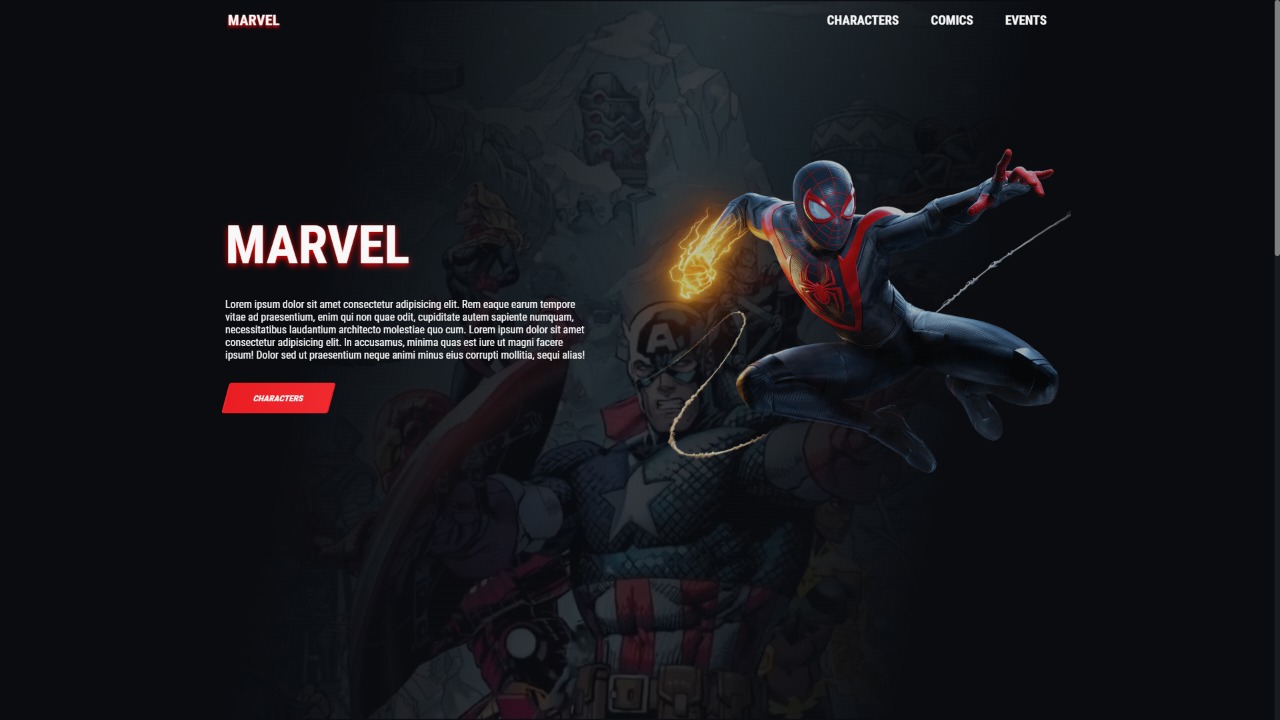 MARVEL
CHARACTERS COMICS EVENTS
MARVEL
Lorem ipsum dolor sit amet consectetur adipisicing elit. Rem eaque earum tempore
vitae ad praesentium, enim qui non quae odit, cupiditate autem sapiente numquam,
necessitatibus laudantium architecto molestiae quo cum. Lorem ipsum dolor sit amet
consectetur adipisicing elit. In accusamus, minima quas est iure ut magni facere
ipsum! Dolor sed ut praesentium neque animi minus eius corrupti mollitia, sequi alias!
CHARACTERS
A